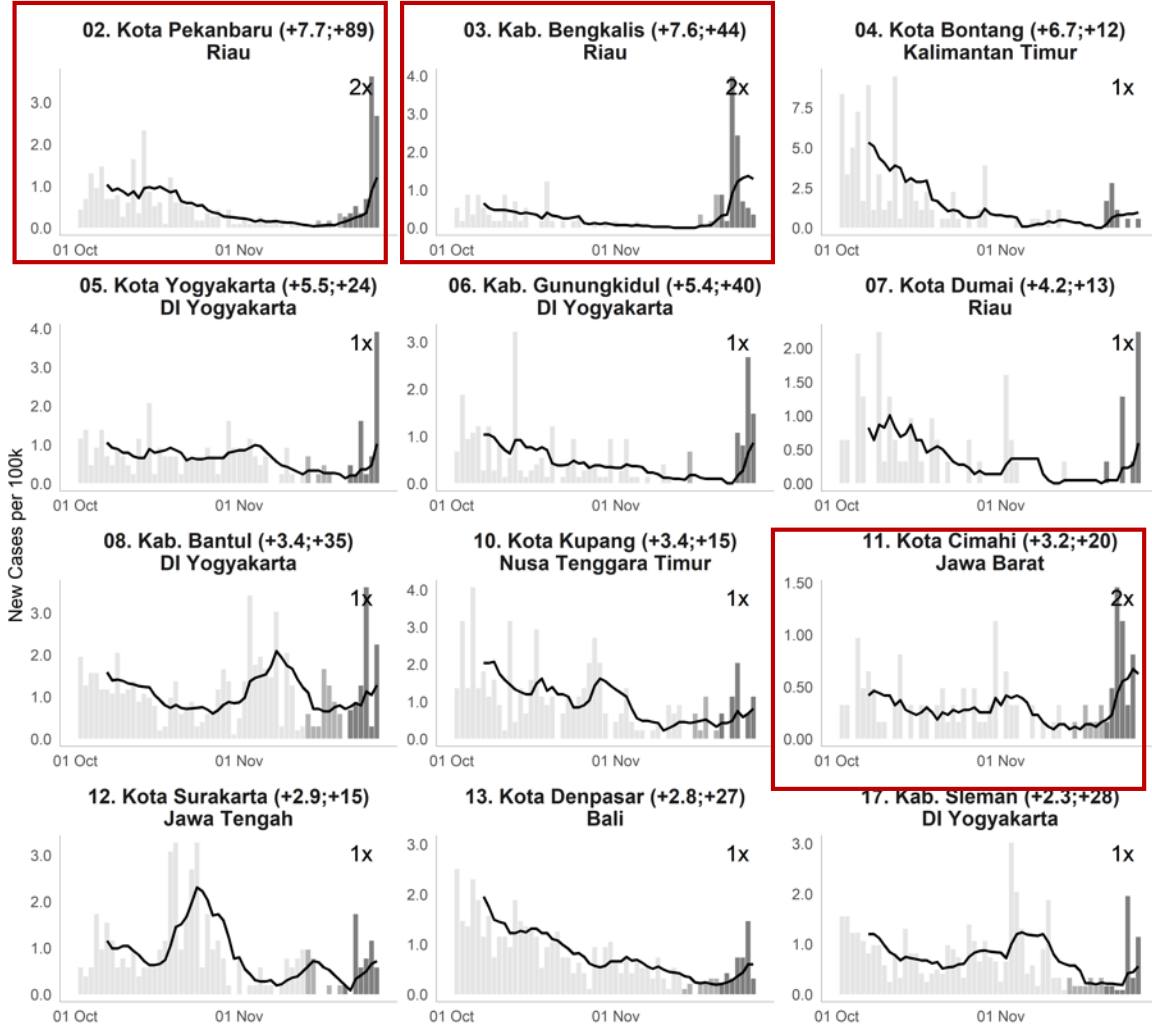 02. Kota Pekanbaru (+7.7;+89)
Riau
2x
3.0
2.0
1.0
0.0
01 Oct 01 Nov
03. Kab. Bengkalis (+7.6;+44)
Riau
2x
4.0
3.0
2.0
1.0
0.0
01 Oct 01 Nov
04. Kota Bontang (+6.7;+12)
Kalimantan Timur
1x
7.5
5.0
2.5
0.0
01 Oct 01 Nov
New Cases per 100k
05. Kota Yogyakarta (+5.5;+24)
DI Yogyakarta
1x
4.0
3.0
2.0
1.0
0.0
01 Oct 01 Nov
06. Kab. Gunungkidul (+5.4;+40)
DI Yogyakarta
1x
3.0
2.0
1.0
0.0
01 Oct 01 Nov
07. Kota Dumai (+4.2;+13)
Riau
1x
2.00
1.50
1.00
0.50
0.00
01 Oct 01 Nov
08. Kab. Bantul (+3.4;+35)
DI Yogyakarta
1x
3.0
2.0
1.0
0.0
01 Oct 01 Nov
10. Kota Kupang (+3.4;+15)
Nusa Tenggara Timur
1x
4.0
3.0
2.0
1.0
0.0
01 Oct 01 Nov
11. Kota Cimahi (+3.2;+20)
Jawa Barat
2x
1.50
1.00
0.50
0.00
01 Oct 01 Nov
12. Kota Surakarta (+2.9;+15)
Jawa Tengah
1x
3.0
2.0
1.0
0.0
01 Oct 01 Nov
13. Kota Denpasar (+2.8;+27)
Bali
1x
3.0
2.0
1.0
0.0
01 Oct 01 Nov
17. Kab. Sleman (+2.3;+28)
DI Yogyakarta
1x
3.0
2.0
1.0
0.0
01 Oct 01 Nov